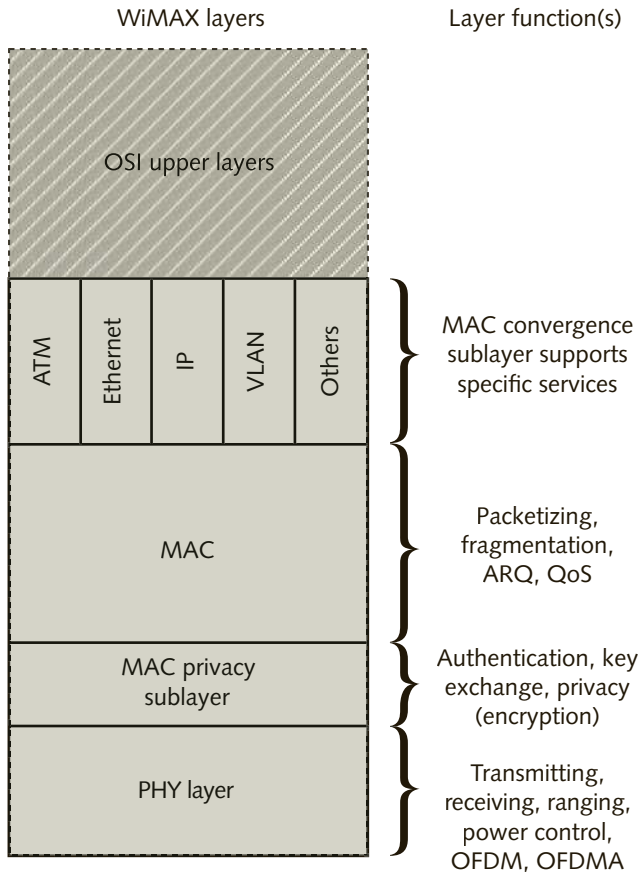 WiMAX layers
Layer function(s)
OSI upper layers
ATM
Ethernet
IP
VLAN
Others
MAC convergence
sublayer supports
specific services
MAC
Packetizing,
fragmentation,
ARQ, QoS
MAC privacy
sublayer
Authentication, key
exchange, privacy
(encryption)
PHY layer
Transmitting,
receiving, ranging,
power control,
OFDM, OFDMA